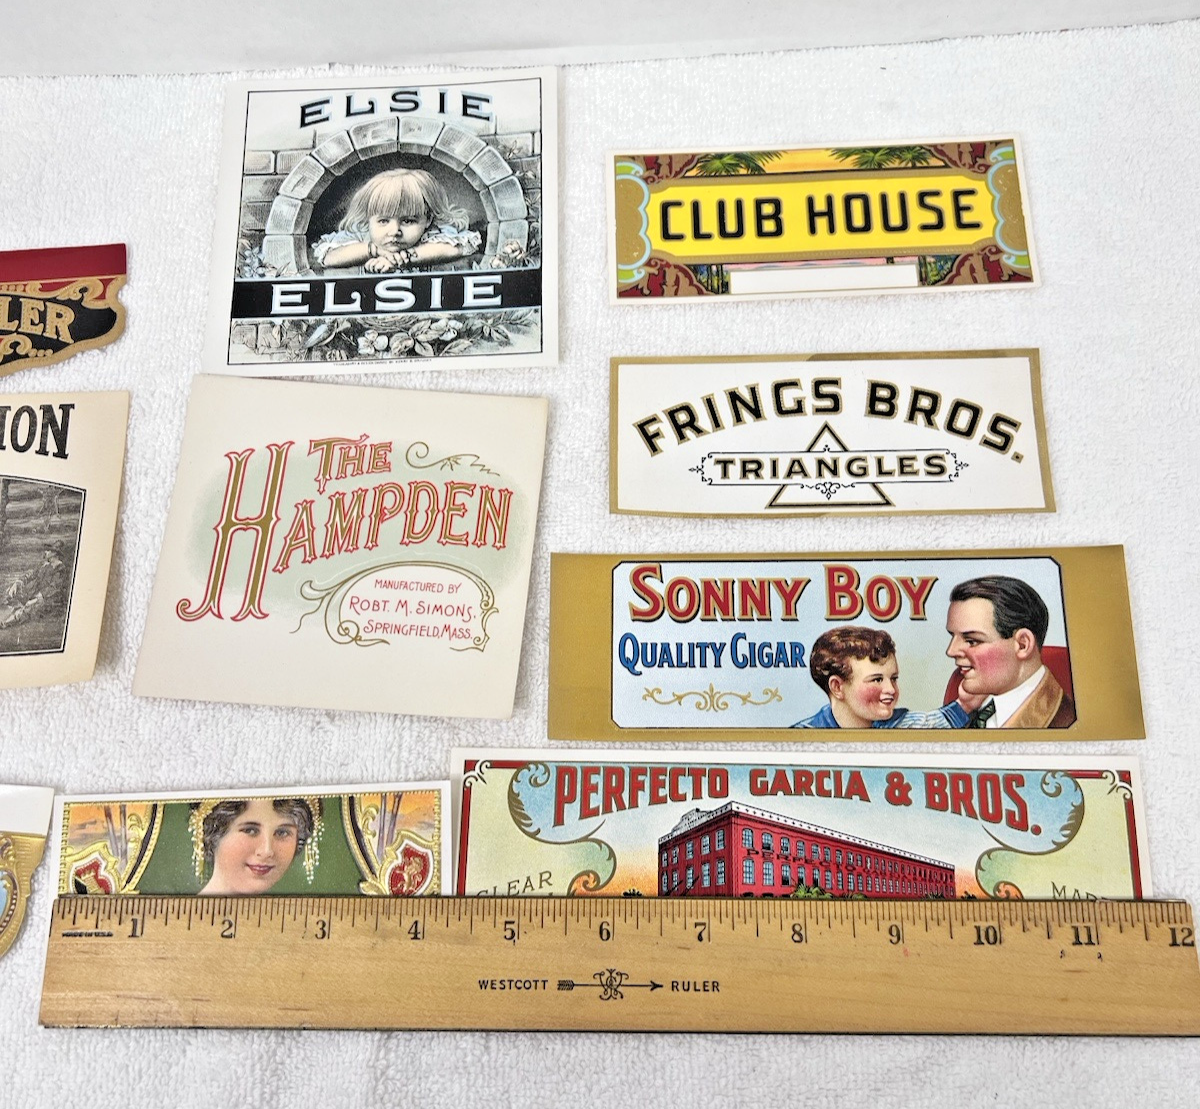 ELSIE
ELSIE
CLUB HOUSE
LER
ION
FRINGS BROS.
TRIANGLES
THE
HAMPDEN
MANUFACTURED BY
ROBT. M. SIMONS,
SPRINGFIELD, MASS.
SONNY BOY
QUALITY CIGAR
PERFECTO GARCIA & BROS.
CLEAR
1 2 3 4 5 6 7 8 9 10 11 12
MADE IN U.S.A.
WESTCOTT RULER